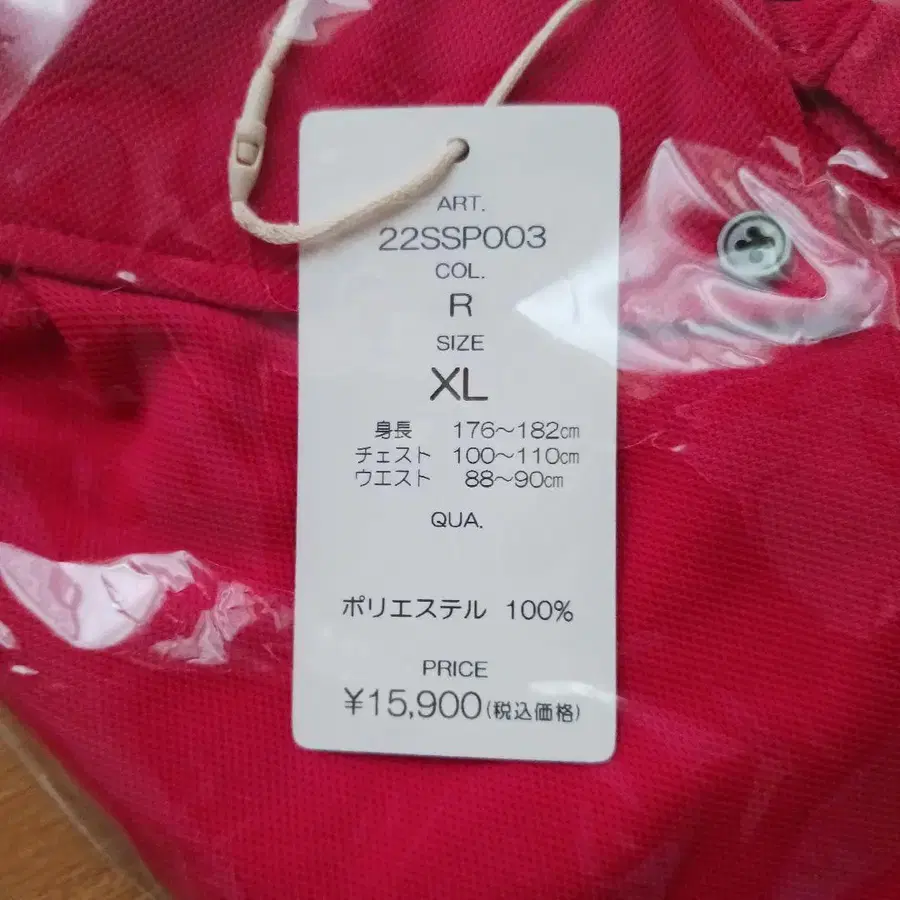 ART.
22SSP003
COL.
R
SIZE
XL
身長 176～182㎝
チェスト 100～110㎝
ウエスト 88～90㎝
QUA.
ポリエステル 100%
PRICE
¥15,900(税込価格)